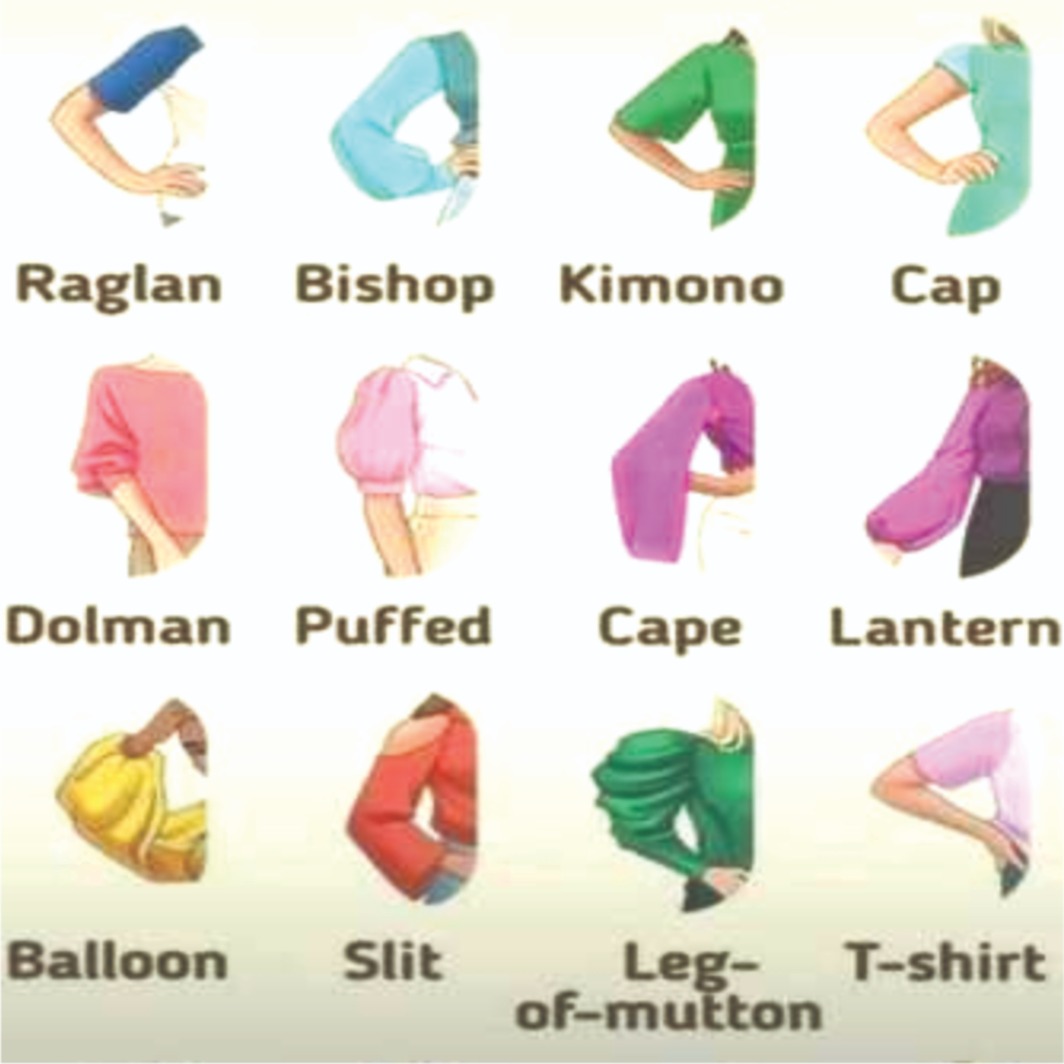 Raglan Bishop Kimono Cap
Dolman Puffed Cape Lantern
Balloon Slit Leg- T-shirt
of-mutton